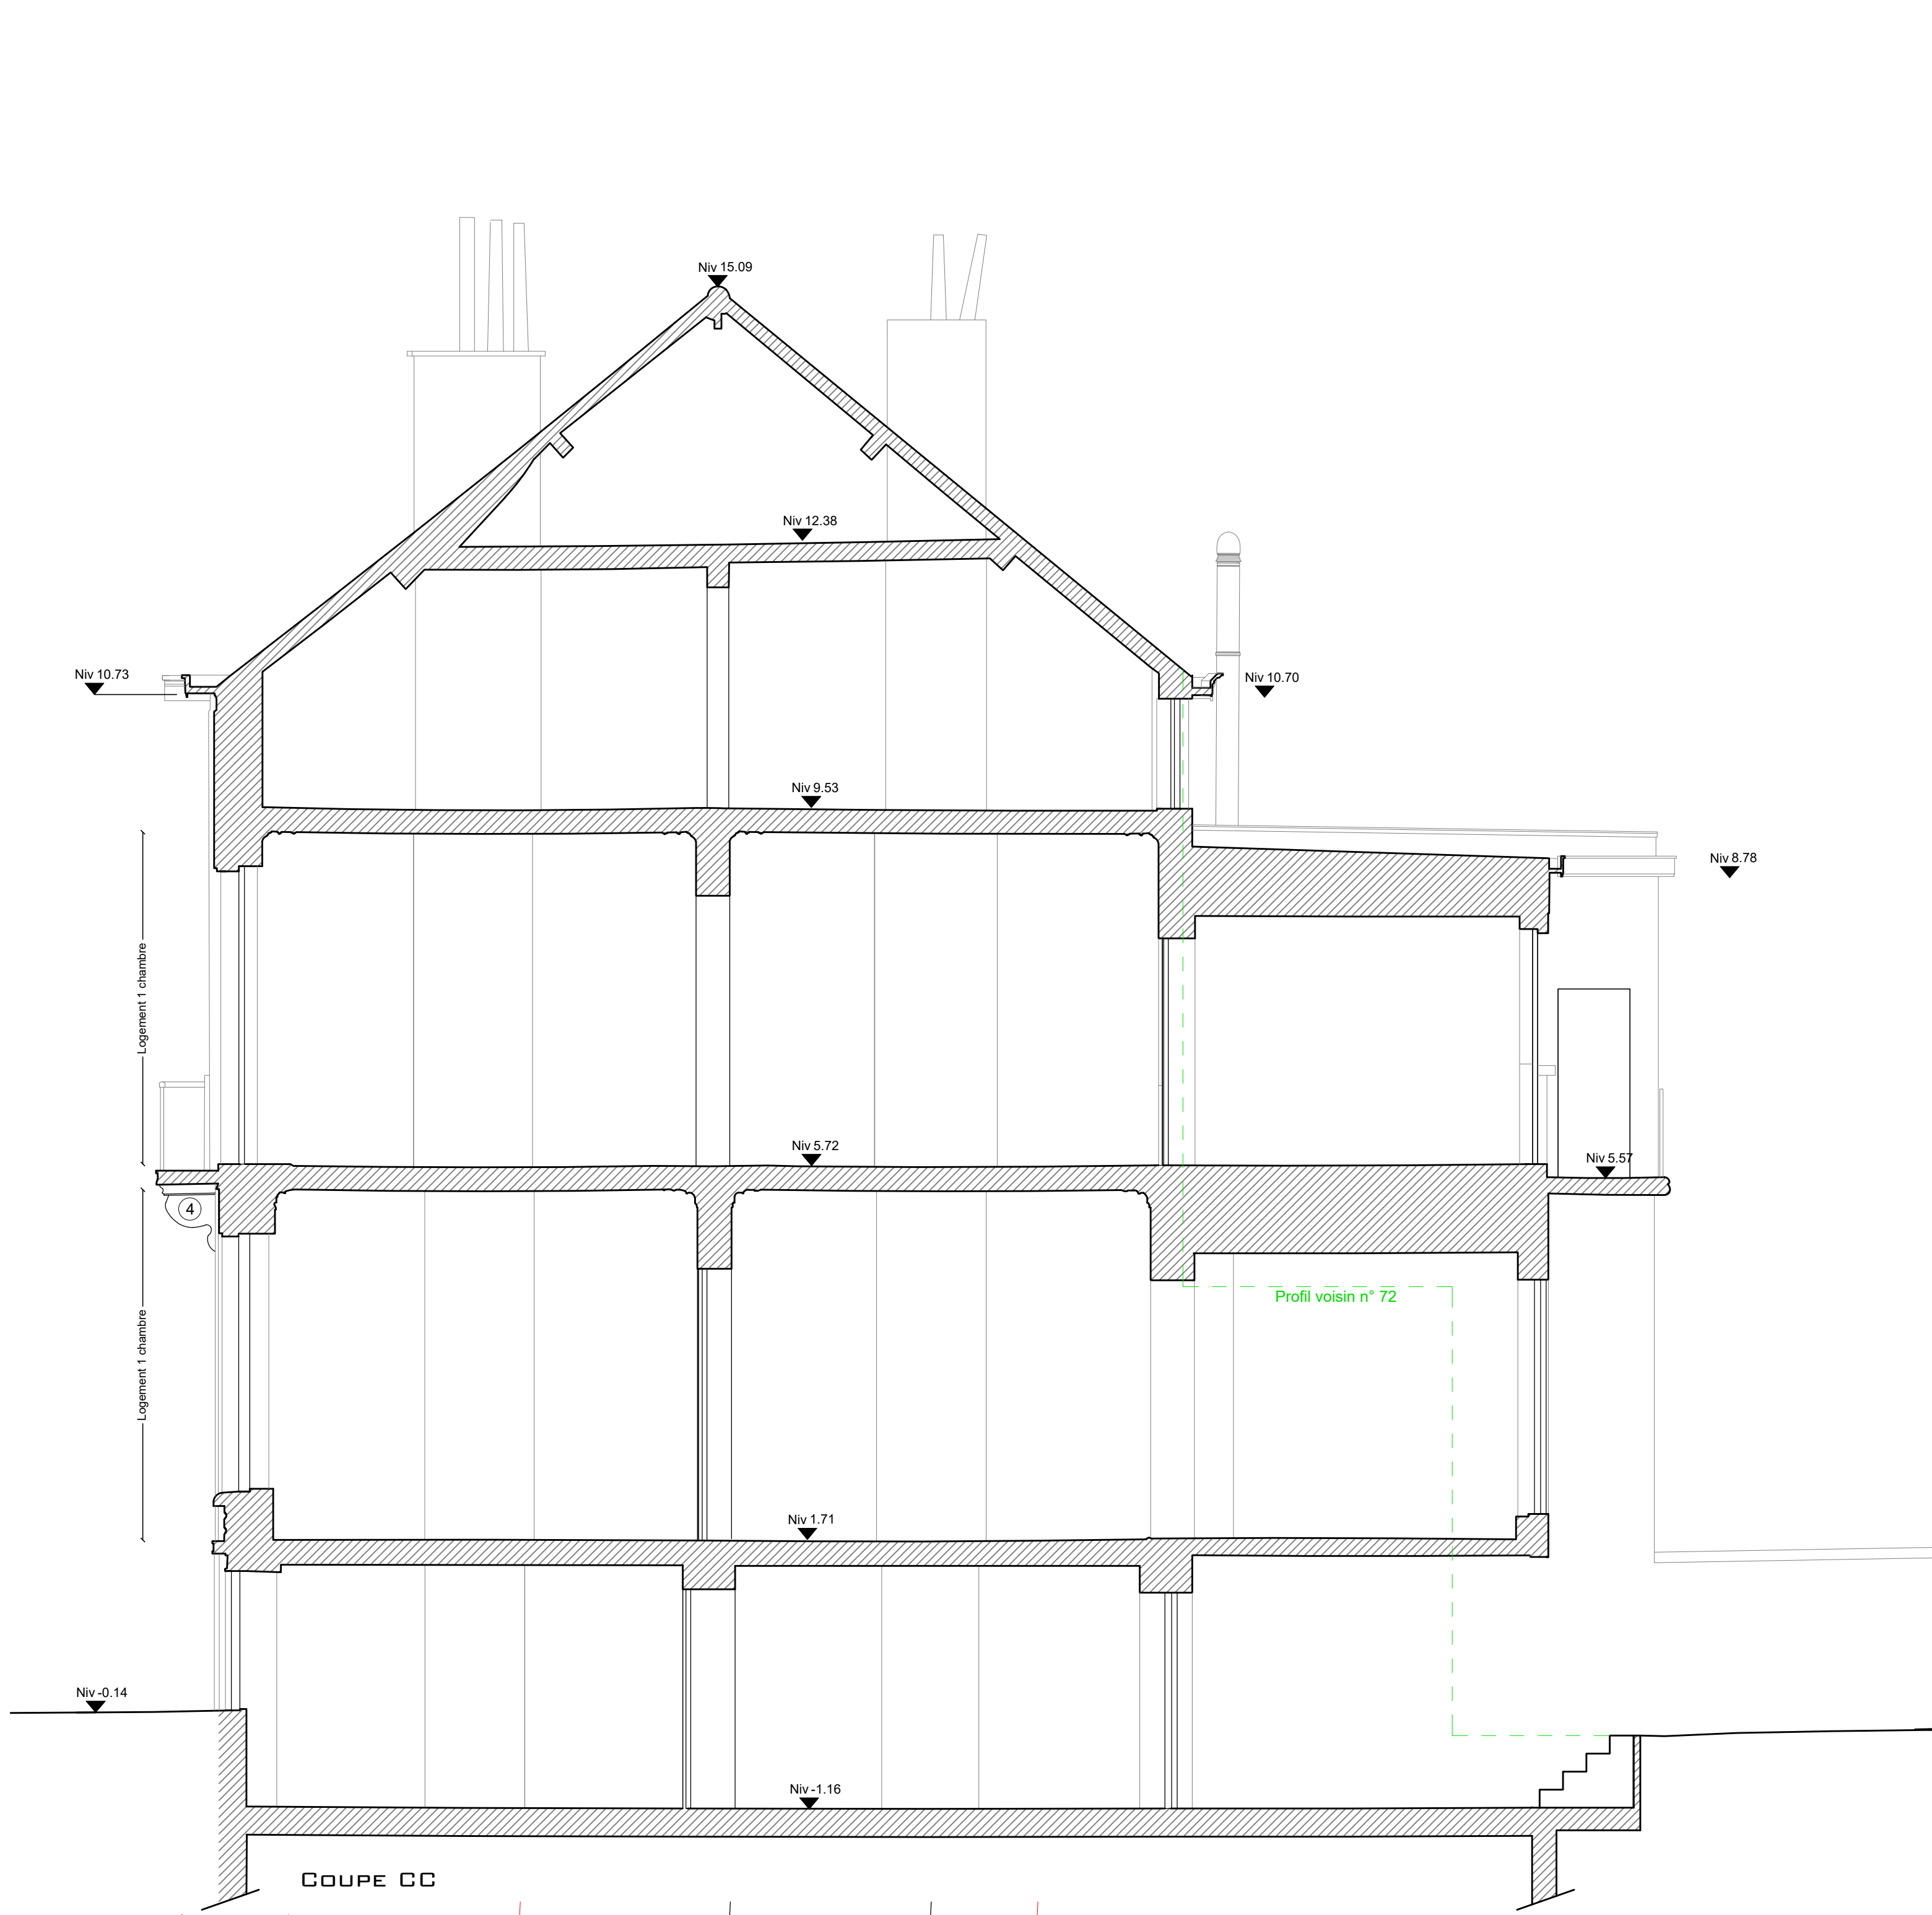 Niv 15.09
Niv 12.38
Niv 10.73
Niv 10.70
Niv 9.53
Niv 8.78
Logement 1 chambre
Niv 5.72
Niv 5.57
4
Profil voisin n° 72
Logement 1 chambre
Niv 1.71
Niv -0.14
Niv -1.16
COUPE CC